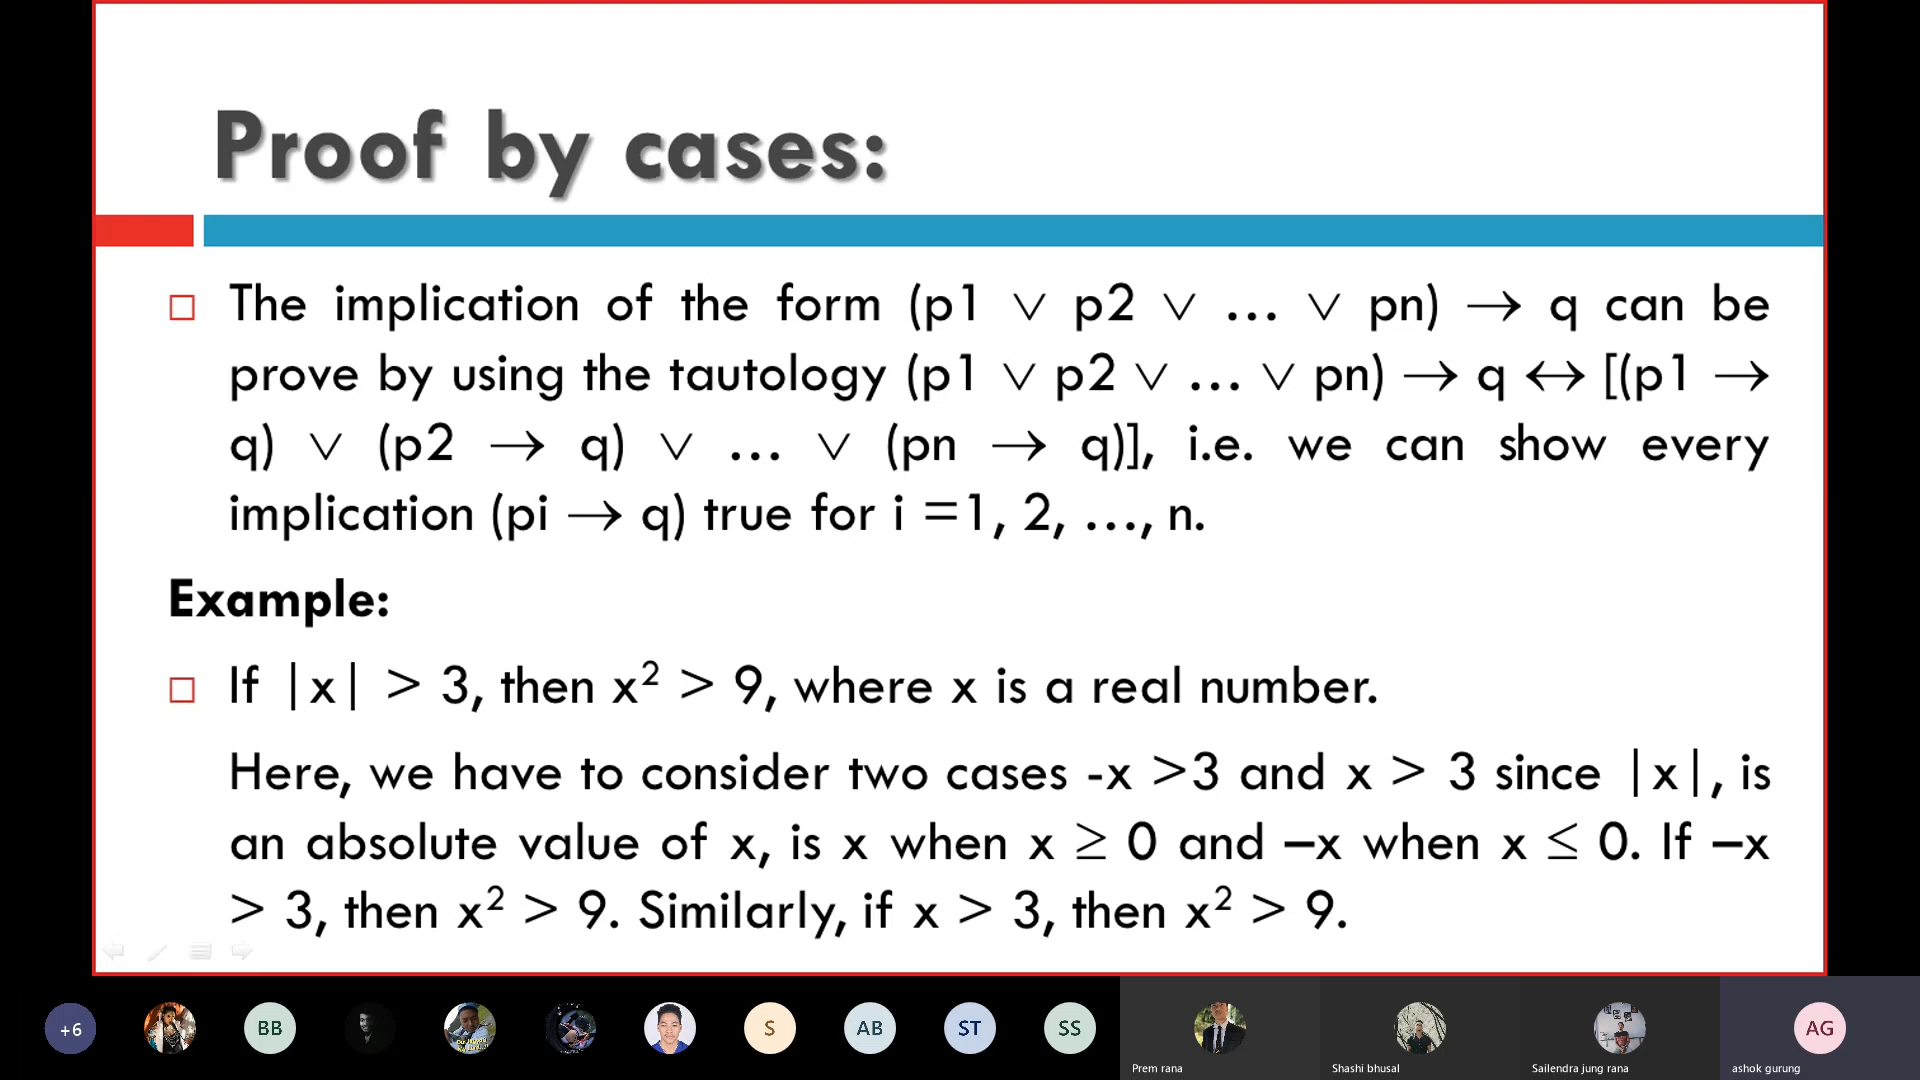 Proof by cases:
The implication of the form (p1 ∨ p2 ∨ … ∨ pn) → q can be
prove by using the tautology (p1 ∨ p2 ∨ … ∨ pn) → q ↔ [(p1 →
q) ∨ (p2 → q) ∨ … ∨ (pn → q)], i.e. we can show every
implication (pi → q) true for i =1, 2, …, n.
Example:
If |x| > 3, then x² > 9, where x is a real number.
Here, we have to consider two cases -x >3 and x > 3 since |x|, is
an absolute value of x, is x when x ≥ 0 and –x when x ≤ 0. If –x
> 3, then x² > 9. Similarly, if x > 3, then x² > 9.
+6 BB S AB ST SS AG
Prem rana Shashi bhusal Sailendra jung rana ashok gurung